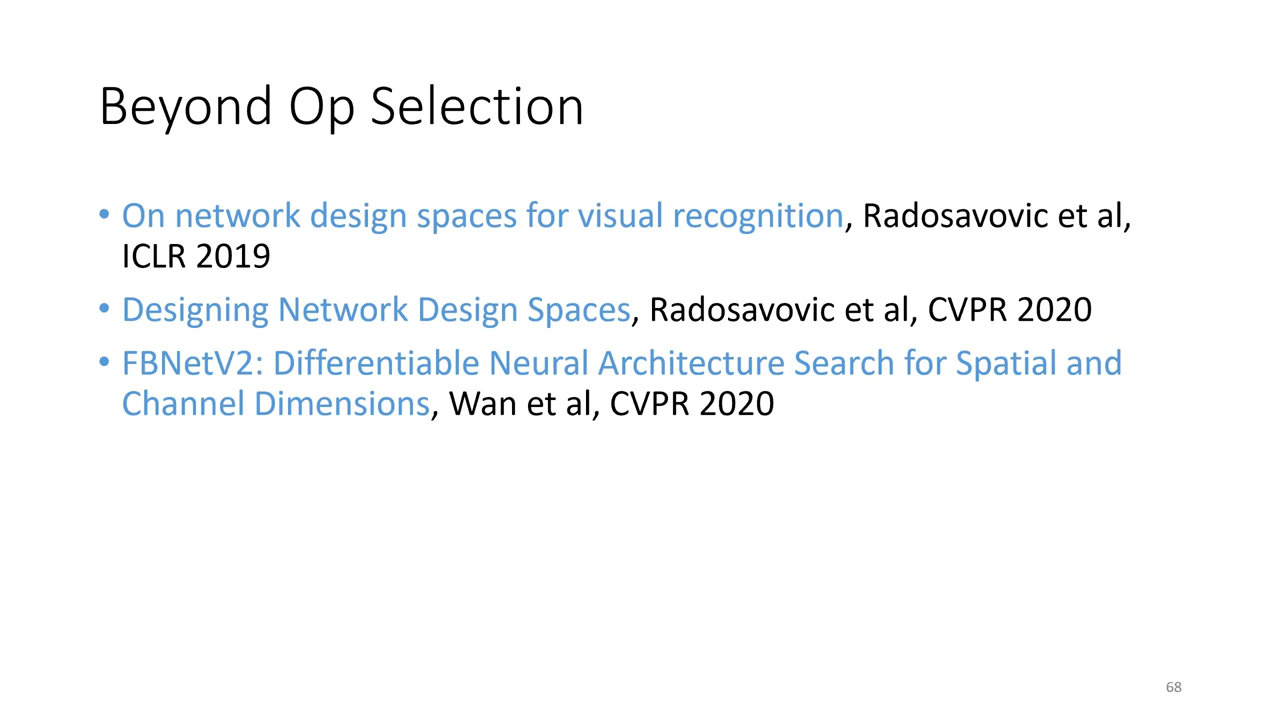 Beyond Op Selection
• On network design spaces for visual recognition, Radosavovic et al,
ICLR 2019
• Designing Network Design Spaces, Radosavovic et al, CVPR 2020
• FBNetV2: Differentiable Neural Architecture Search for Spatial and
Channel Dimensions, Wan et al, CVPR 2020
68